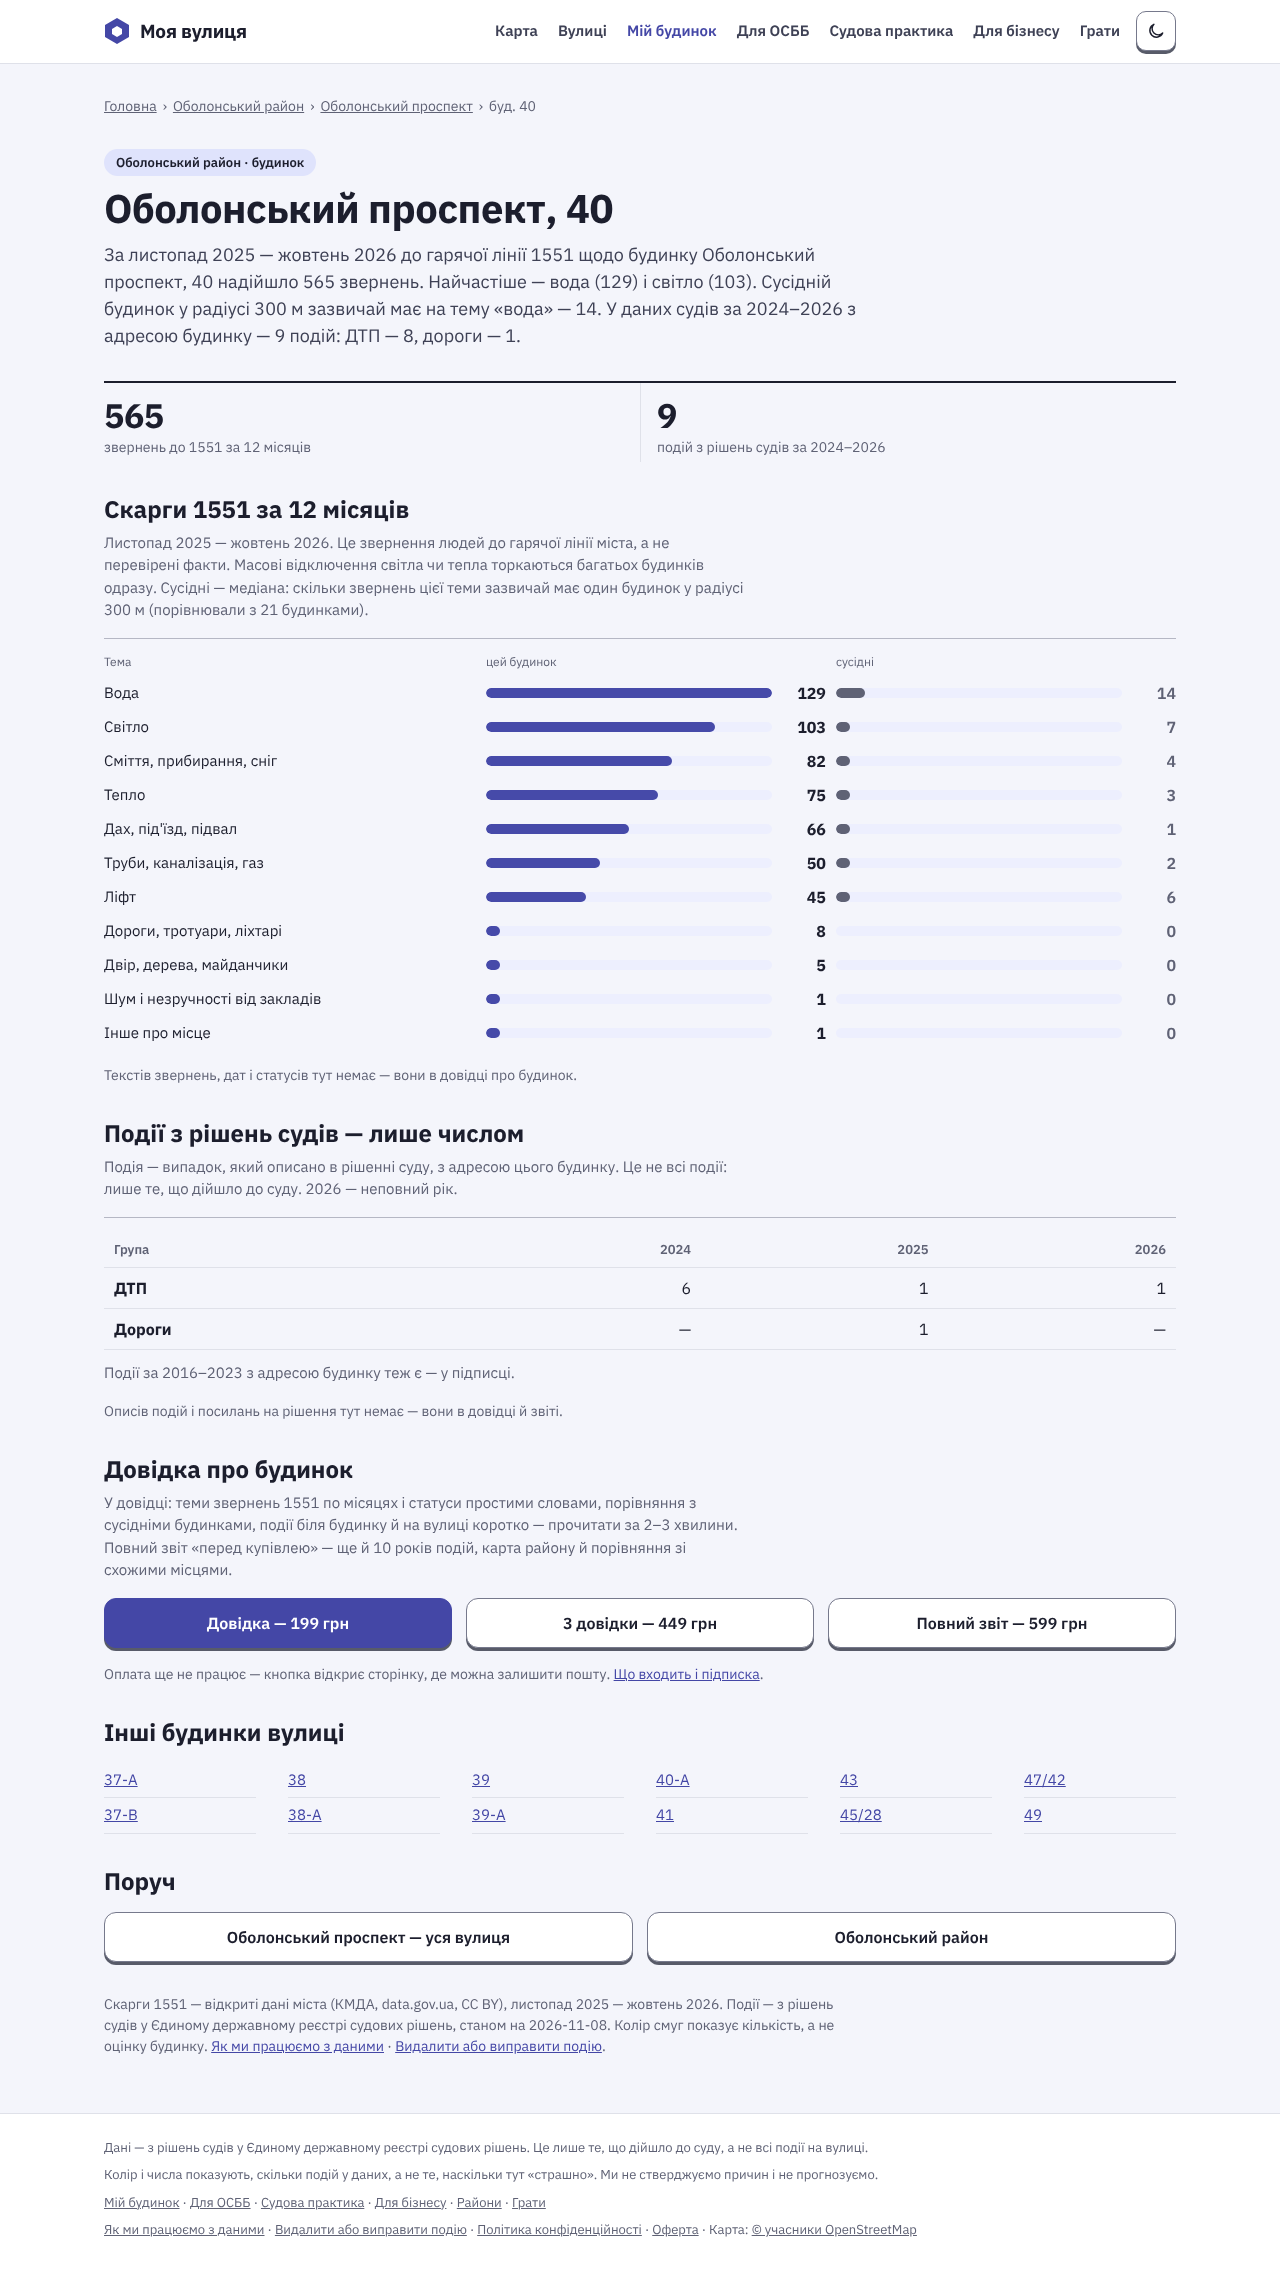 Моя вулиця
Карта Вулиці Мій будинок Для ОСББ Судова практика Для бізнесу Грати
Головна › Оболонський район › Оболонський проспект › буд. 40
Оболонський район · будинок
Оболонський проспект, 40
За листопад 2025 — жовтень 2026 до гарячої лінії 1551 щодо будинку Оболонський
проспект, 40 надійшло 565 звернень. Найчастіше — вода (129) і світло (103). Сусідній
будинок у радіусі 300 м зазвичай має на тему «вода» — 14. У даних судів за 2024–2026 з
адресою будинку — 9 подій: ДТП — 8, дороги — 1.
565 9
звернень до 1551 за 12 місяців подій з рішень судів за 2024–2026
Скарги 1551 за 12 місяців
Листопад 2025 — жовтень 2026. Це звернення людей до гарячої лінії міста, а не
перевірені факти. Масові відключення світла чи тепла торкаються багатьох будинків
одразу. Сусідні — медіана: скільки звернень цієї теми зазвичай має один будинок у радіусі
300 м (порівнювали з 21 будинками).
Тема цей будинок сусідні
Вода 129 14
Світло 103 7
Сміття, прибирання, сніг 82 4
Тепло 75 3
Дах, під'їзд, підвал 66 1
Труби, каналізація, газ 50 2
Ліфт 45 6
Дороги, тротуари, ліхтарі 8 0
Двір, дерева, майданчики 5 0
Шум і незручності від закладів 1 0
Інше про місце 1 0
Текстів звернень, дат і статусів тут немає — вони в довідці про будинок.
Події з рішень судів — лише числом
Подія — випадок, який описано в рішенні суду, з адресою цього будинку. Це не всі події:
лише те, що дійшло до суду. 2026 — неповний рік.
Група 2024 2025 2026
ДТП 6 1 1
Дороги — 1 —
Події за 2016–2023 з адресою будинку теж є — у підписці.
Описів подій і посилань на рішення тут немає — вони в довідці й звіті.
Довідка про будинок
У довідці: теми звернень 1551 по місяцях і статуси простими словами, порівняння з
сусідніми будинками, події біля будинку й на вулиці коротко — прочитати за 2–3 хвилини.
Повний звіт «перед купівлею» — ще й 10 років подій, карта району й порівняння зі
схожими місцями.
Довідка — 199 грн 3 довідки — 449 грн Повний звіт — 599 грн
Оплата ще не працює — кнопка відкриє сторінку, де можна залишити пошту. Що входить і підписка.
Інші будинки вулиці
37-А 38 39 40-А 43 47/42
37-В 38-А 39-А 41 45/28 49
Поруч
Оболонський проспект — уся вулиця Оболонський район
Скарги 1551 — відкриті дані міста (КМДА, data.gov.ua, CC BY), листопад 2025 — жовтень 2026. Події — з рішень
судів у Єдиному державному реєстрі судових рішень, станом на 2026-11-08. Колір смуг показує кількість, а не
оцінку будинку. Як ми працюємо з даними · Видалити або виправити подію.
Дані — з рішень судів у Єдиному державному реєстрі судових рішень. Це лише те, що дійшло до суду, а не всі події на вулиці.
Колір і числа показують, скільки подій у даних, а не те, наскільки тут «страшно». Ми не стверджуємо причин і не прогнозуємо.
Мій будинок · Для ОСББ · Судова практика · Для бізнесу · Райони · Грати
Як ми працюємо з даними · Видалити або виправити подію · Політика конфіденційності · Оферта · Карта: © учасники OpenStreetMap